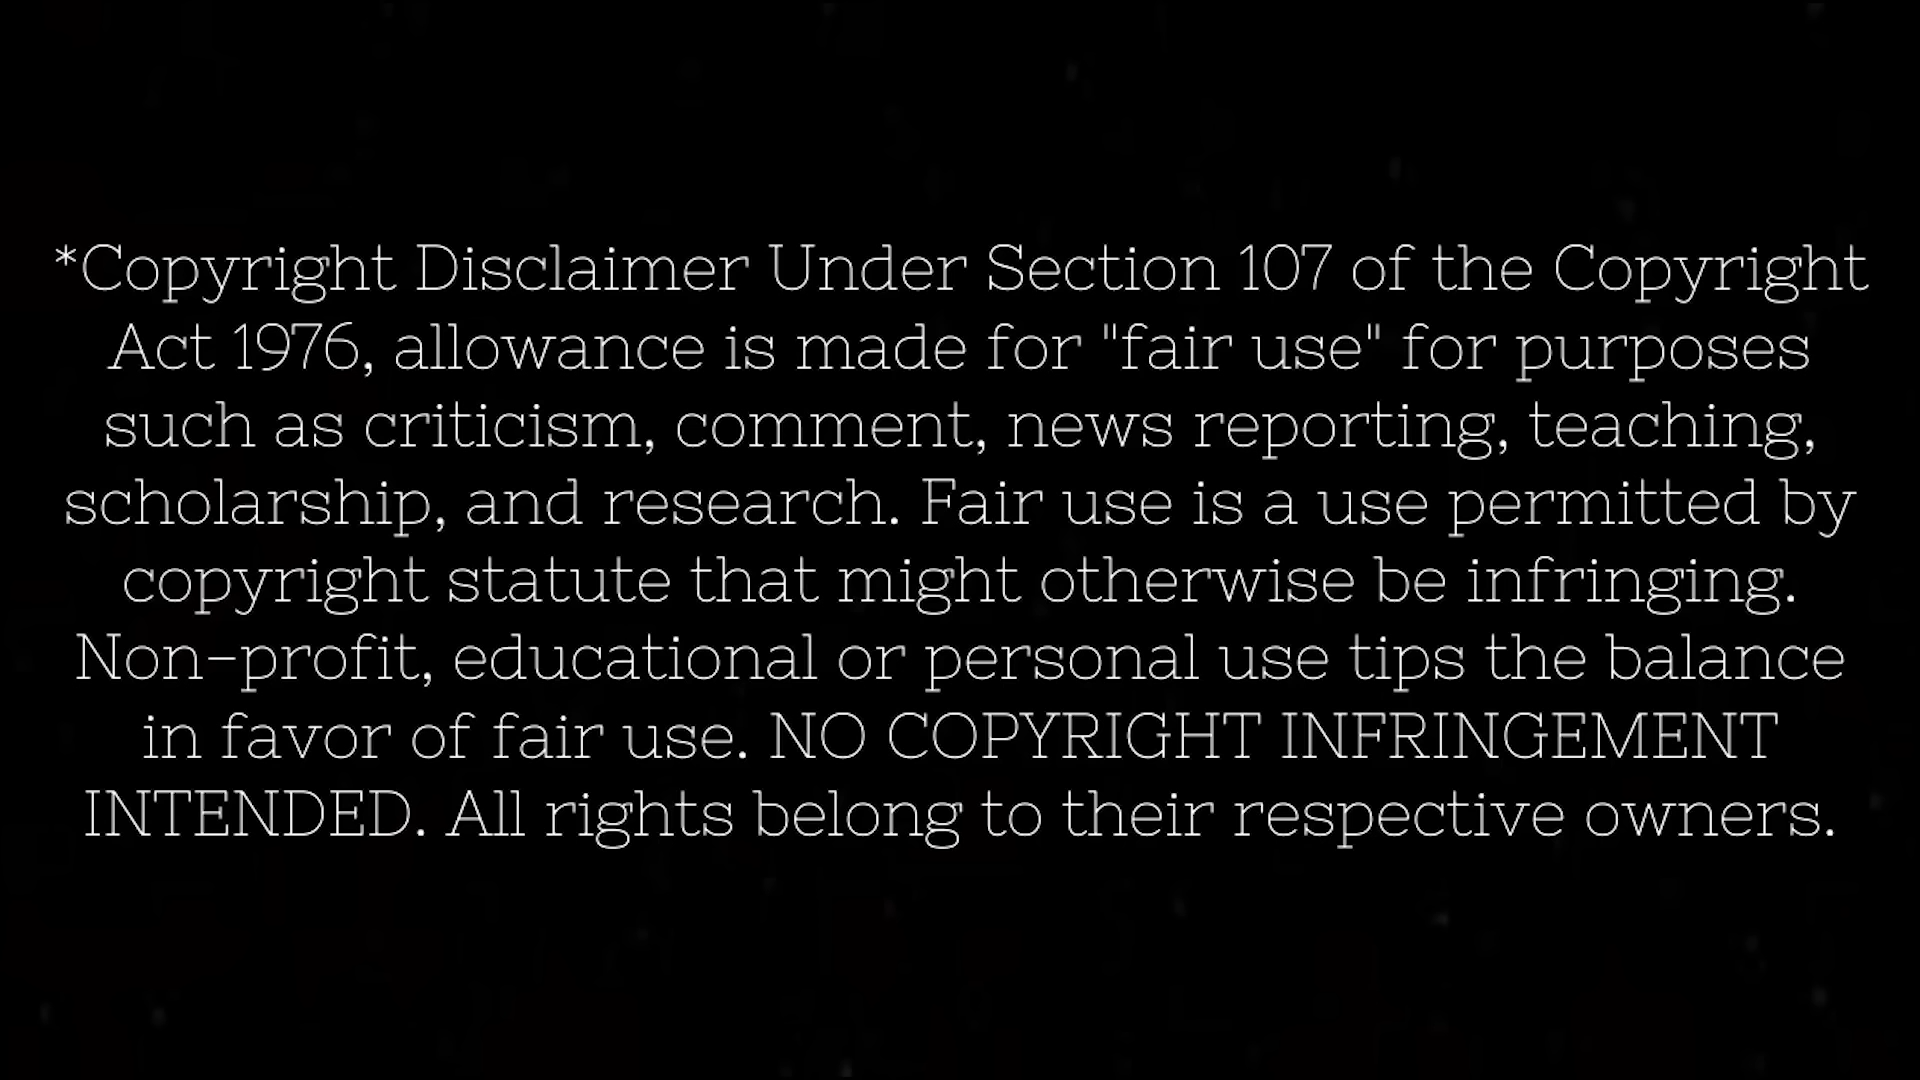 *Copyright Disclaimer Under Section 107 of the Copyright
Act 1976, allowance is made for "fair use" for purposes
such as criticism, comment, news reporting, teaching,
scholarship, and research. Fair use is a use permitted by
copyright statute that might otherwise be infringing.
Non-profit, educational or personal use tips the balance
in favor of fair use. NO COPYRIGHT INFRINGEMENT
INTENDED. All rights belong to their respective owners.